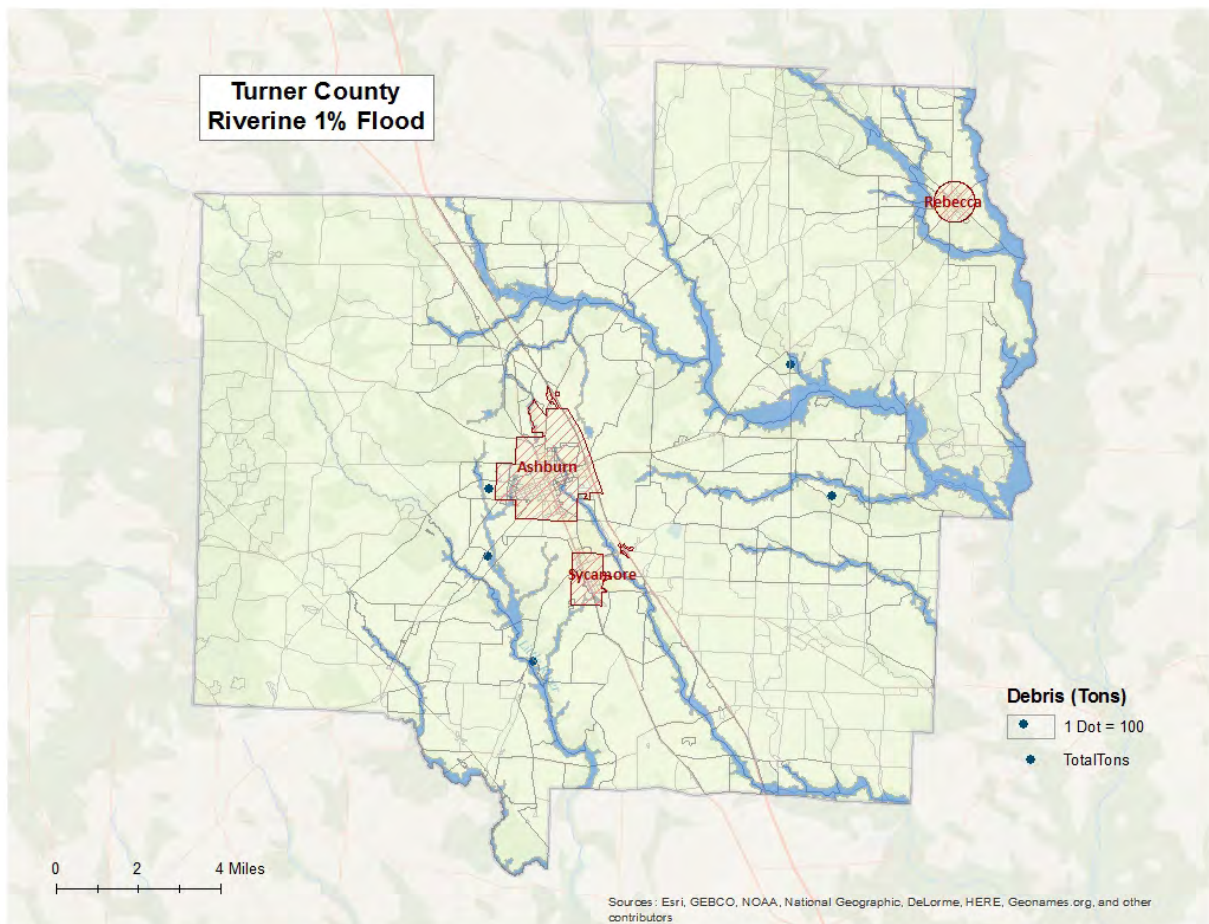 Turner County
Riverine 1% Flood
Rebecca
Ashburn
Sycamore
Debris (Tons)
1 Dot = 100
TotalTons
0 2 4 Miles
Sources: Esri, GEBCO, NOAA, National Geographic, DeLorme, HERE, Geonames.org, and other
contributors